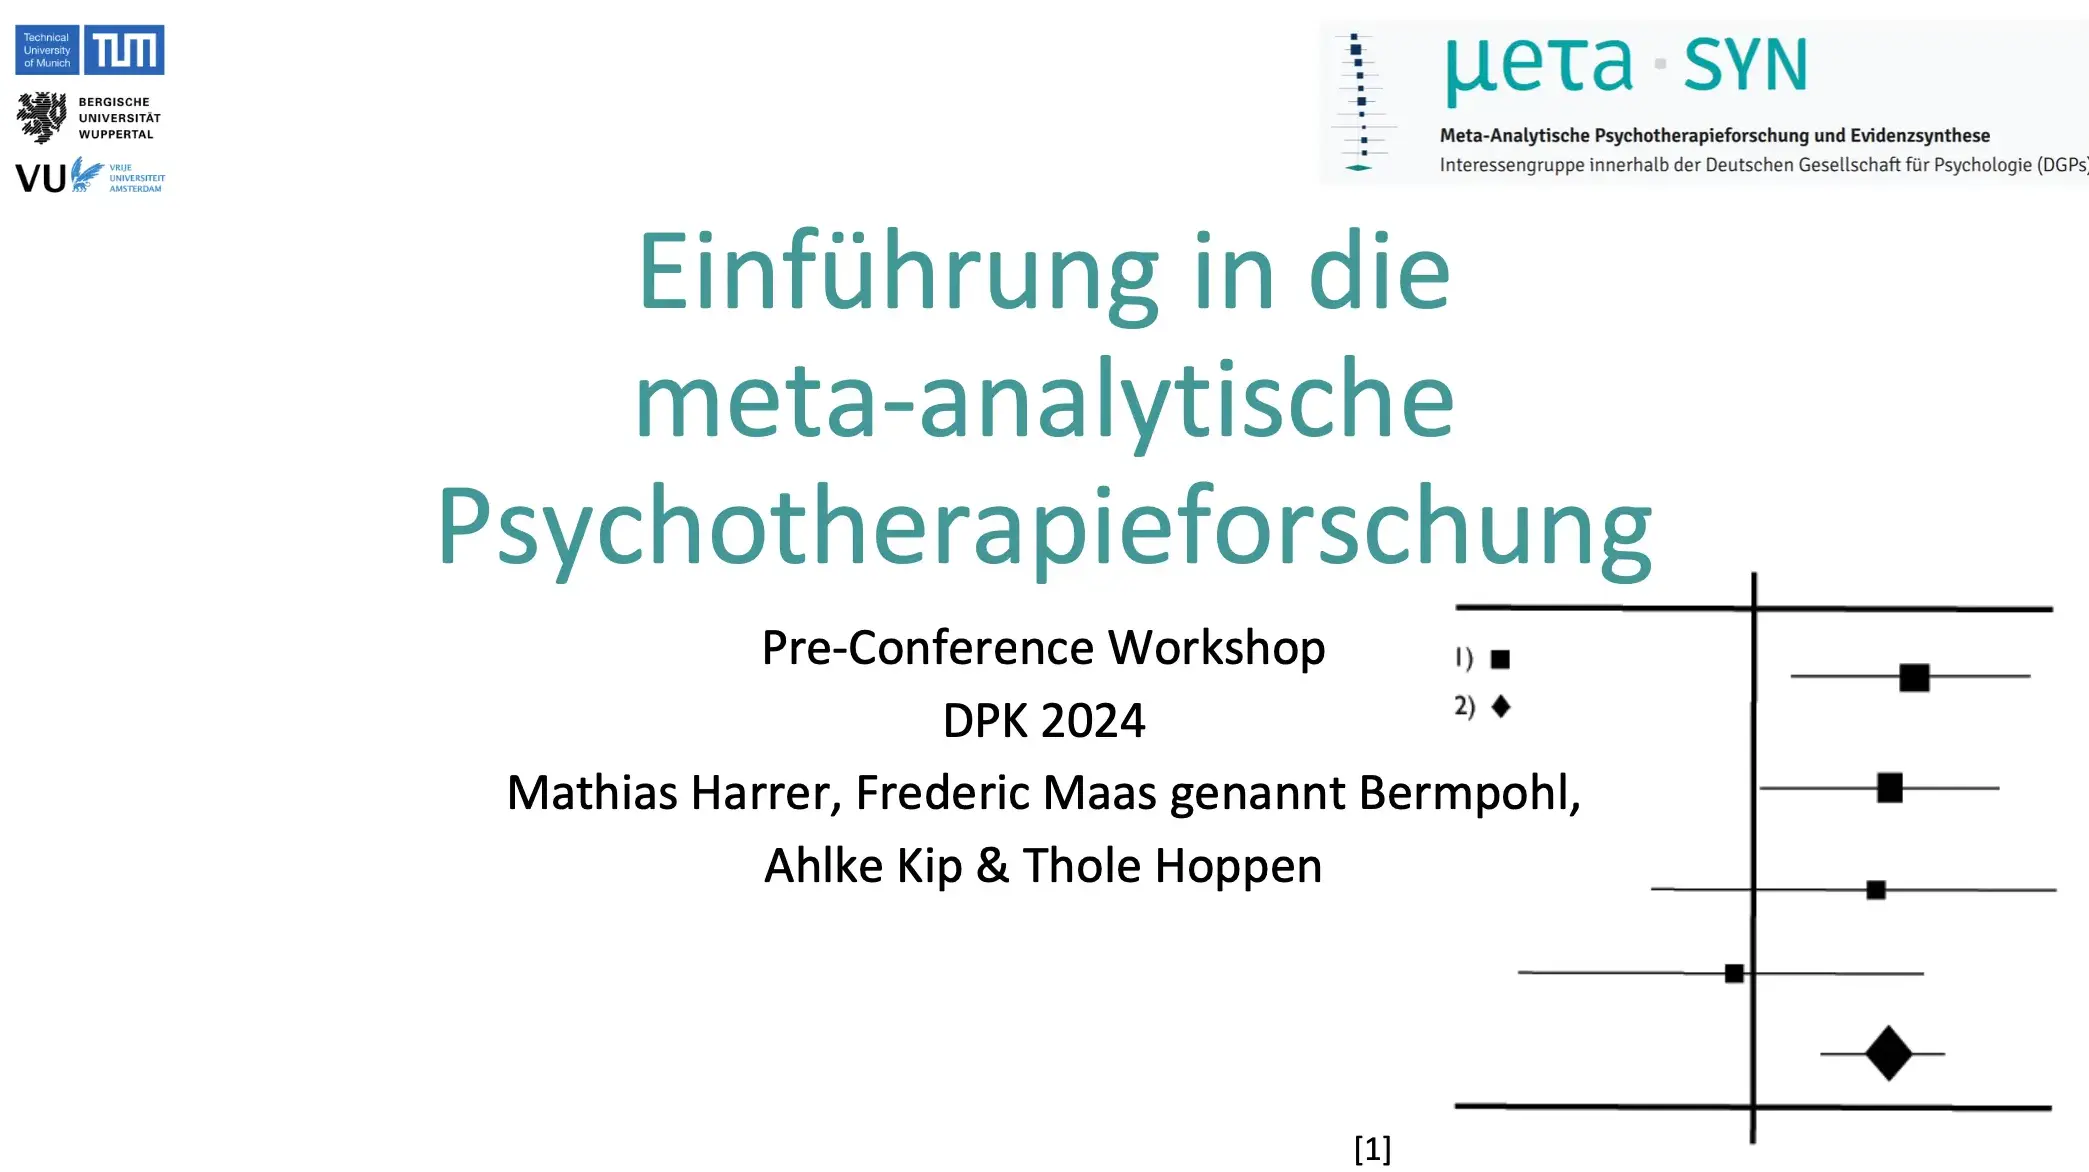 Technical
University
of Munich
TUM
BERGISCHE
UNIVERSITÄT
WUPPERTAL
VU
VRIJE
UNIVERSITEIT
AMSTERDAM
μετα · SYN
Meta-Analytische Psychotherapieforschung und Evidenzsynthese
Interessengruppe innerhalb der Deutschen Gesellschaft für Psychologie (DGPs)
Einführung in die
meta-analytische
Psychotherapieforschung
Pre-Conference Workshop
DPK 2024
Mathias Harrer, Frederic Maas genannt Bermpohl,
Ahlke Kip & Thole Hoppen
1) ■
2) ◆
[1]